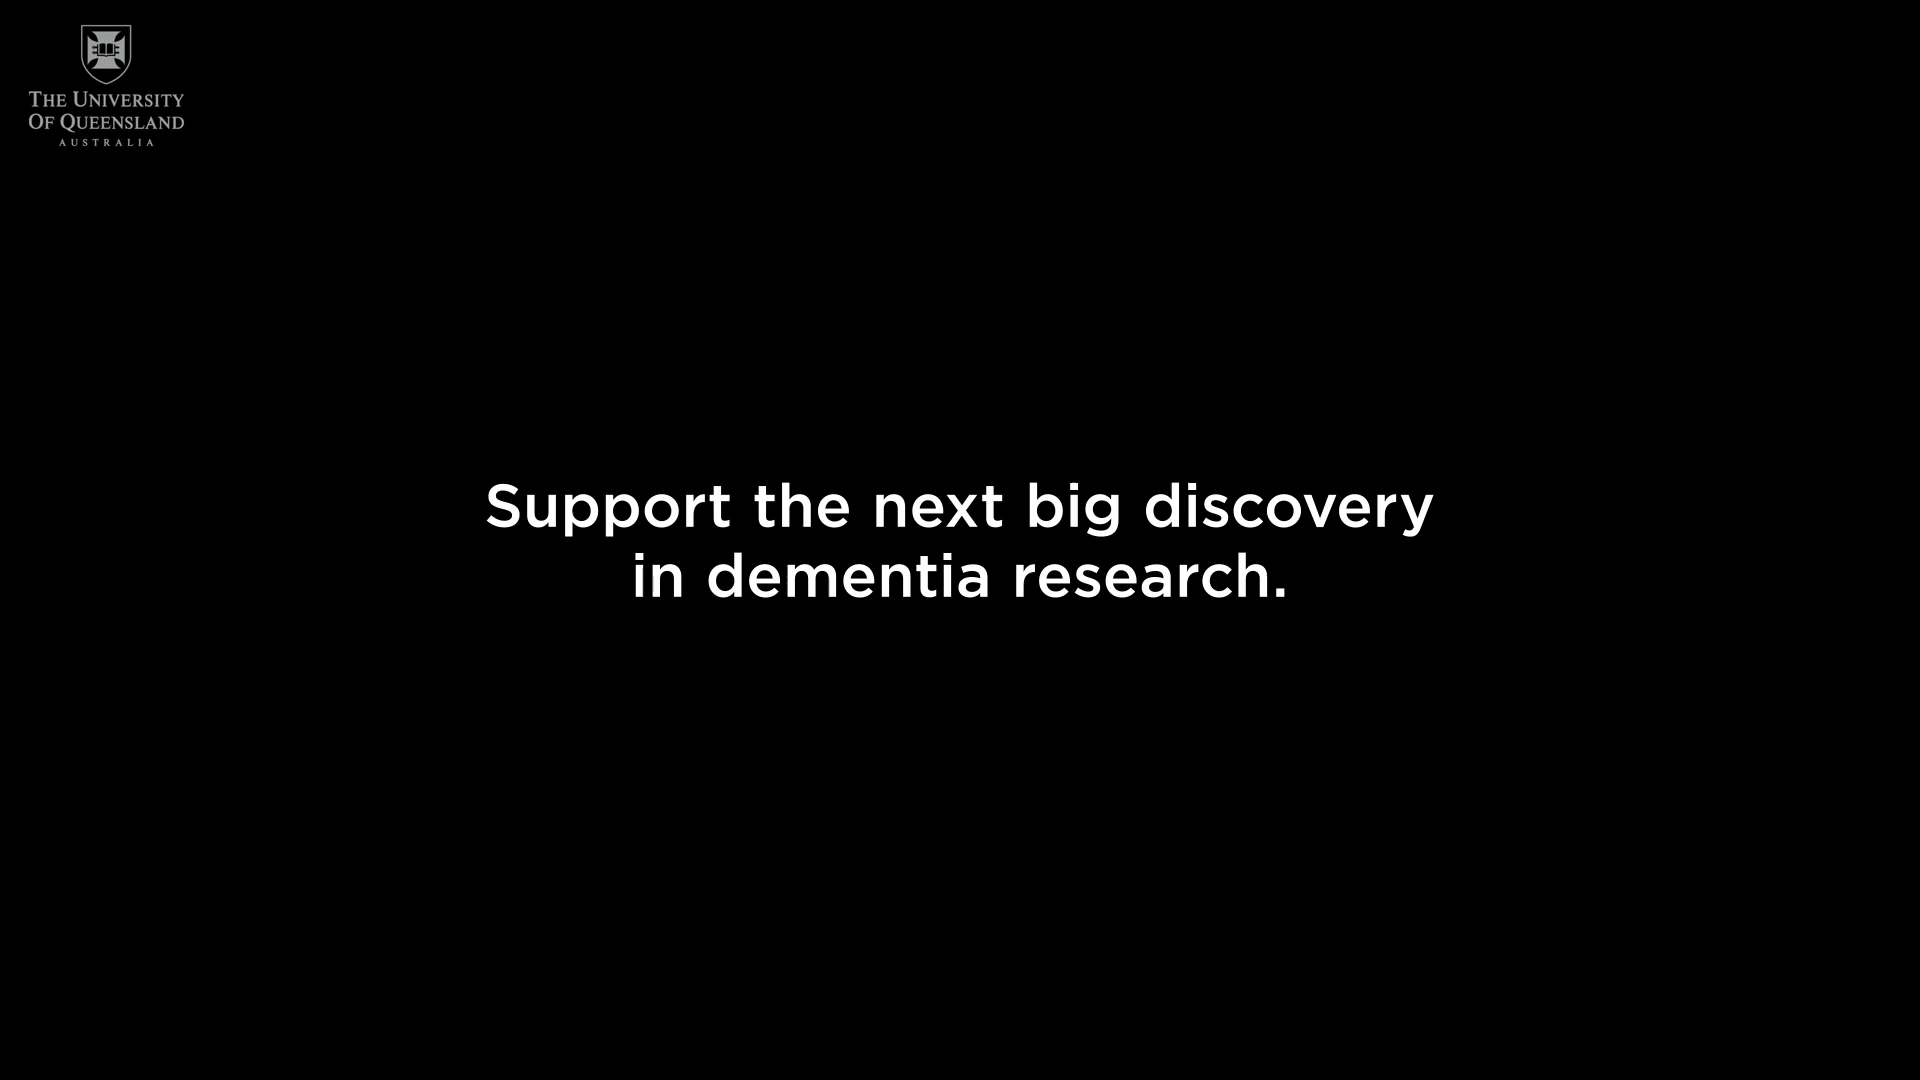 THE UNIVERSITY
OF QUEENSLAND
AUSTRALIA
Support the next big discovery
in dementia research.